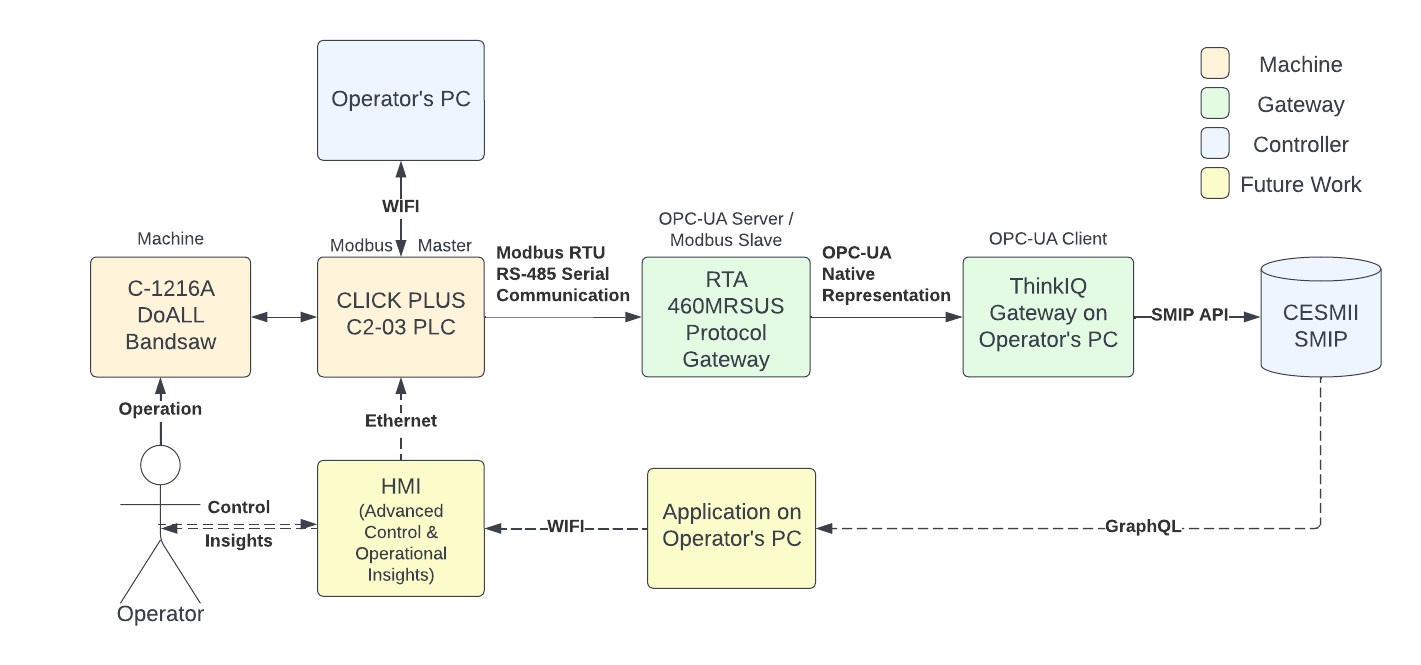 Operator's PC
Machine
Gateway
Controller
Future Work
WIFI
Machine
Modbus Master
Modbus RTU
RS-485 Serial
Communication
OPC-UA Server /
Modbus Slave
OPC-UA
Native
Representation
OPC-UA Client
C-1216A
DoALL
Bandsaw
CLICK PLUS
C2-03 PLC
RTA
460MRSUS
Protocol
Gateway
ThinkIQ
Gateway on
Operator's PC
SMIP API
CESMII
SMIP
Operation
Ethernet
Control
Insights
Operator
HMI
(Advanced
Control &
Operational
Insights)
WIFI
Application on
Operator's PC
GraphQL